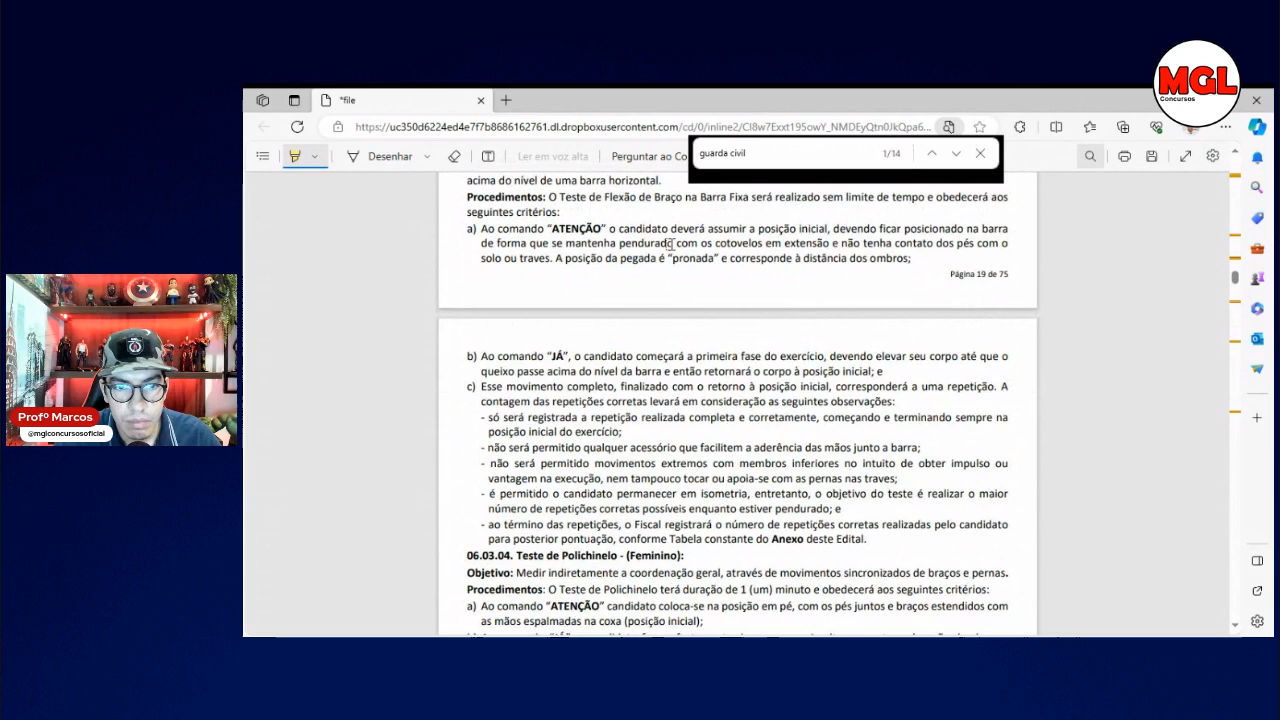 MGL
Concursos
*file
https://uc350d6224ed4e7f7b8686162761.dl.dropboxusercontent.com/cd/0/inline2/CI8w7Exxt195owY_NMDEyQtn0JkQpa6...
guarda civil 1/14
Desenhar
Ler em voz alta
Perguntar ao Co
acima do nível de uma barra horizontal.
Procedimentos: O Teste de Flexão de Braço na Barra Fixa será realizado sem limite de tempo e obedecerá aos
seguintes critérios:
a) Ao comando “ATENÇÃO” o candidato deverá assumir a posição inicial, devendo ficar posicionado na barra
de forma que se mantenha pendurado com os cotovelos em extensão e não tenha contato dos pés com o
solo ou traves. A posição da pegada é “pronada” e corresponde à distância dos ombros;
Página 19 de 75
b) Ao comando “JÁ”, o candidato começará a primeira fase do exercício, devendo elevar seu corpo até que o
queixo passe acima do nível da barra e então retornará o corpo à posição inicial; e
c) Esse movimento completo, finalizado com o retorno à posição inicial, corresponderá a uma repetição. A
contagem das repetições corretas levará em consideração as seguintes observações:
- só será registrada a repetição realizada completa e corretamente, começando e terminando sempre na
posição inicial do exercício;
- não será permitido qualquer acessório que facilitem a aderência das mãos junto a barra;
- não será permitido movimentos extremos com membros inferiores no intuito de obter impulso ou
vantagem na execução, nem tampouco tocar ou apoia-se com as pernas nas traves;
- é permitido o candidato permanecer em isometria, entretanto, o objetivo do teste é realizar o maior
número de repetições corretas possíveis enquanto estiver pendurado; e
- ao término das repetições, o Fiscal registrará o número de repetições corretas realizadas pelo candidato
para posterior pontuação, conforme Tabela constante do Anexo deste Edital.
06.03.04. Teste de Polichinelo - (Feminino):
Objetivo: Medir indiretamente a coordenação geral, através de movimentos sincronizados de braços e pernas.
Procedimentos: O Teste de Polichinelo terá duração de 1 (um) minuto e obedecerá aos seguintes critérios:
a) Ao comando “ATENÇÃO” candidato coloca-se na posição em pé, com os pés juntos e braços estendidos com
as mãos espalmadas na coxa (posição inicial);
Profº Marcos
@mglconcursosoficial